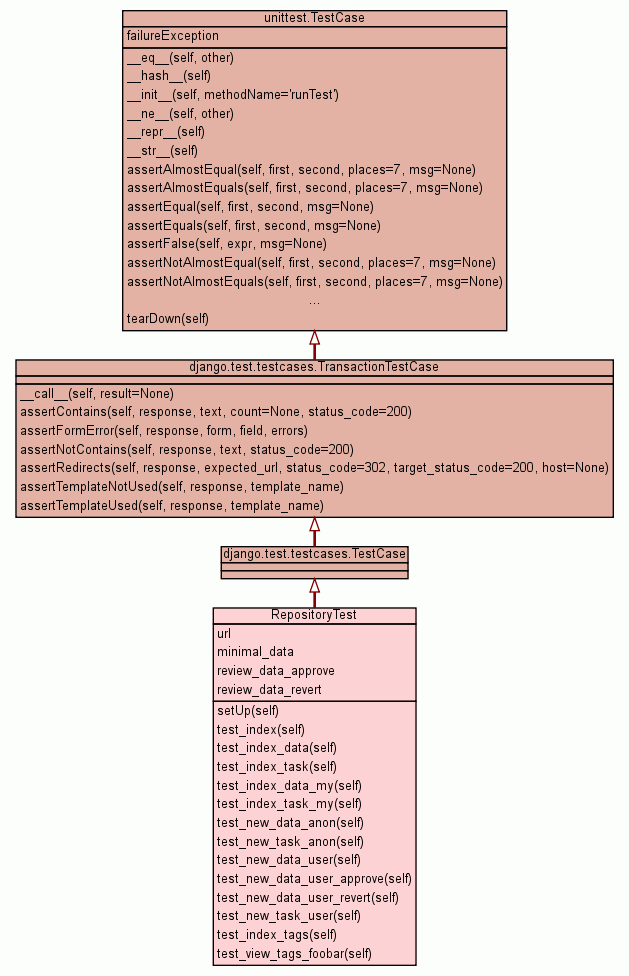 unittest.TestCase
failureException
__eq__(self, other)
__hash__(self)
__init__(self, methodName='runTest')
__ne__(self, other)
__repr__(self)
__str__(self)
assertAlmostEqual(self, first, second, places=7, msg=None)
assertAlmostEquals(self, first, second, places=7, msg=None)
assertEqual(self, first, second, msg=None)
assertEquals(self, first, second, msg=None)
assertFalse(self, expr, msg=None)
assertNotAlmostEqual(self, first, second, places=7, msg=None)
assertNotAlmostEquals(self, first, second, places=7, msg=None)
...
tearDown(self)
django.test.testcases.TransactionTestCase
__call__(self, result=None)
assertContains(self, response, text, count=None, status_code=200)
assertFormError(self, response, form, field, errors)
assertNotContains(self, response, text, status_code=200)
assertRedirects(self, response, expected_url, status_code=302, target_status_code=200, host=None)
assertTemplateNotUsed(self, response, template_name)
assertTemplateUsed(self, response, template_name)
django.test.testcases.TestCase
RepositoryTest
url
minimal_data
review_data_approve
review_data_revert
setUp(self)
test_index(self)
test_index_data(self)
test_index_task(self)
test_index_data_my(self)
test_index_task_my(self)
test_new_data_anon(self)
test_new_task_anon(self)
test_new_data_user(self)
test_new_data_user_approve(self)
test_new_data_user_revert(self)
test_new_task_user(self)
test_index_tags(self)
test_view_tags_foobar(self)